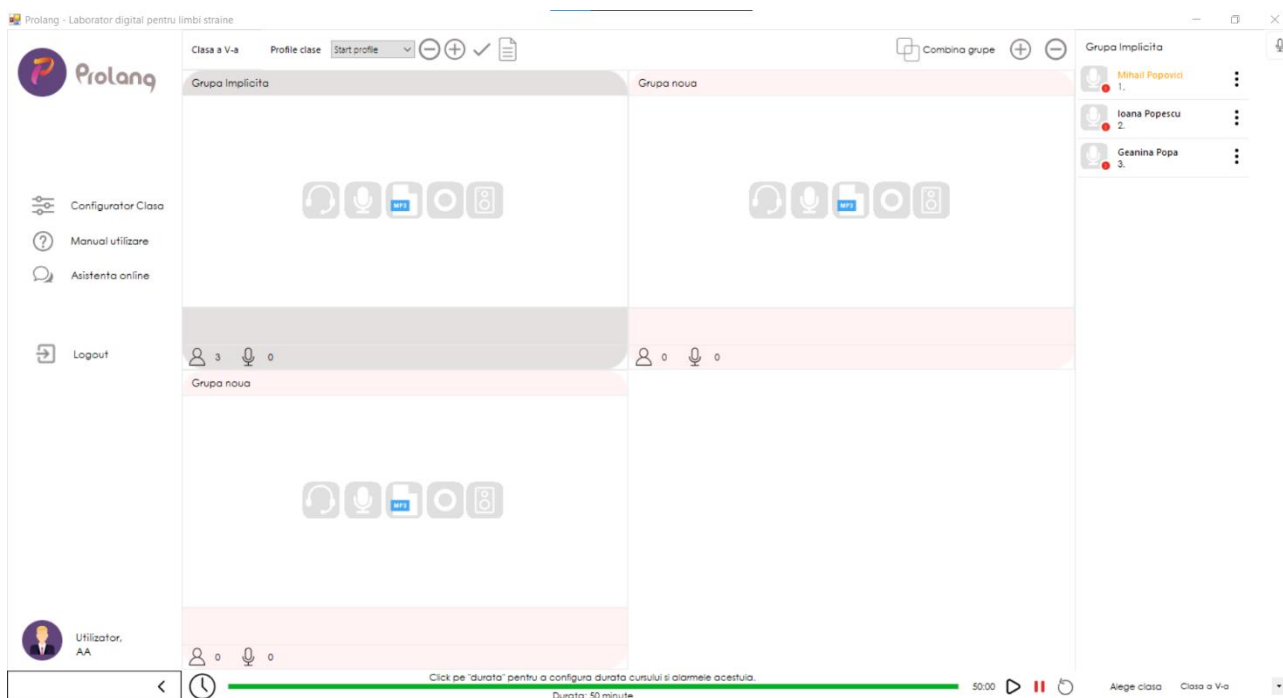 Prolang - Laborator digital pentru limbi straine
Prolang
Clasa a V-a
Profile clase
Start profile
Combina grupe
Grupa Implicita
Mihail Popovici
1.
Ioana Popescu
2.
Geanina Popa
3.
Grupa Implicita
MP3
3
0
Grupa noua
MP3
0
0
Grupa noua
MP3
0
0
Configurator Clasa
Manual utilizare
Asistenta online
Logout
Utilizator,
AA
Click pe "durata" pentru a configura durata cursului si alarmele acestuia.
Durata: 50 minute
50:00
Alege clasa
Clasa a V-a